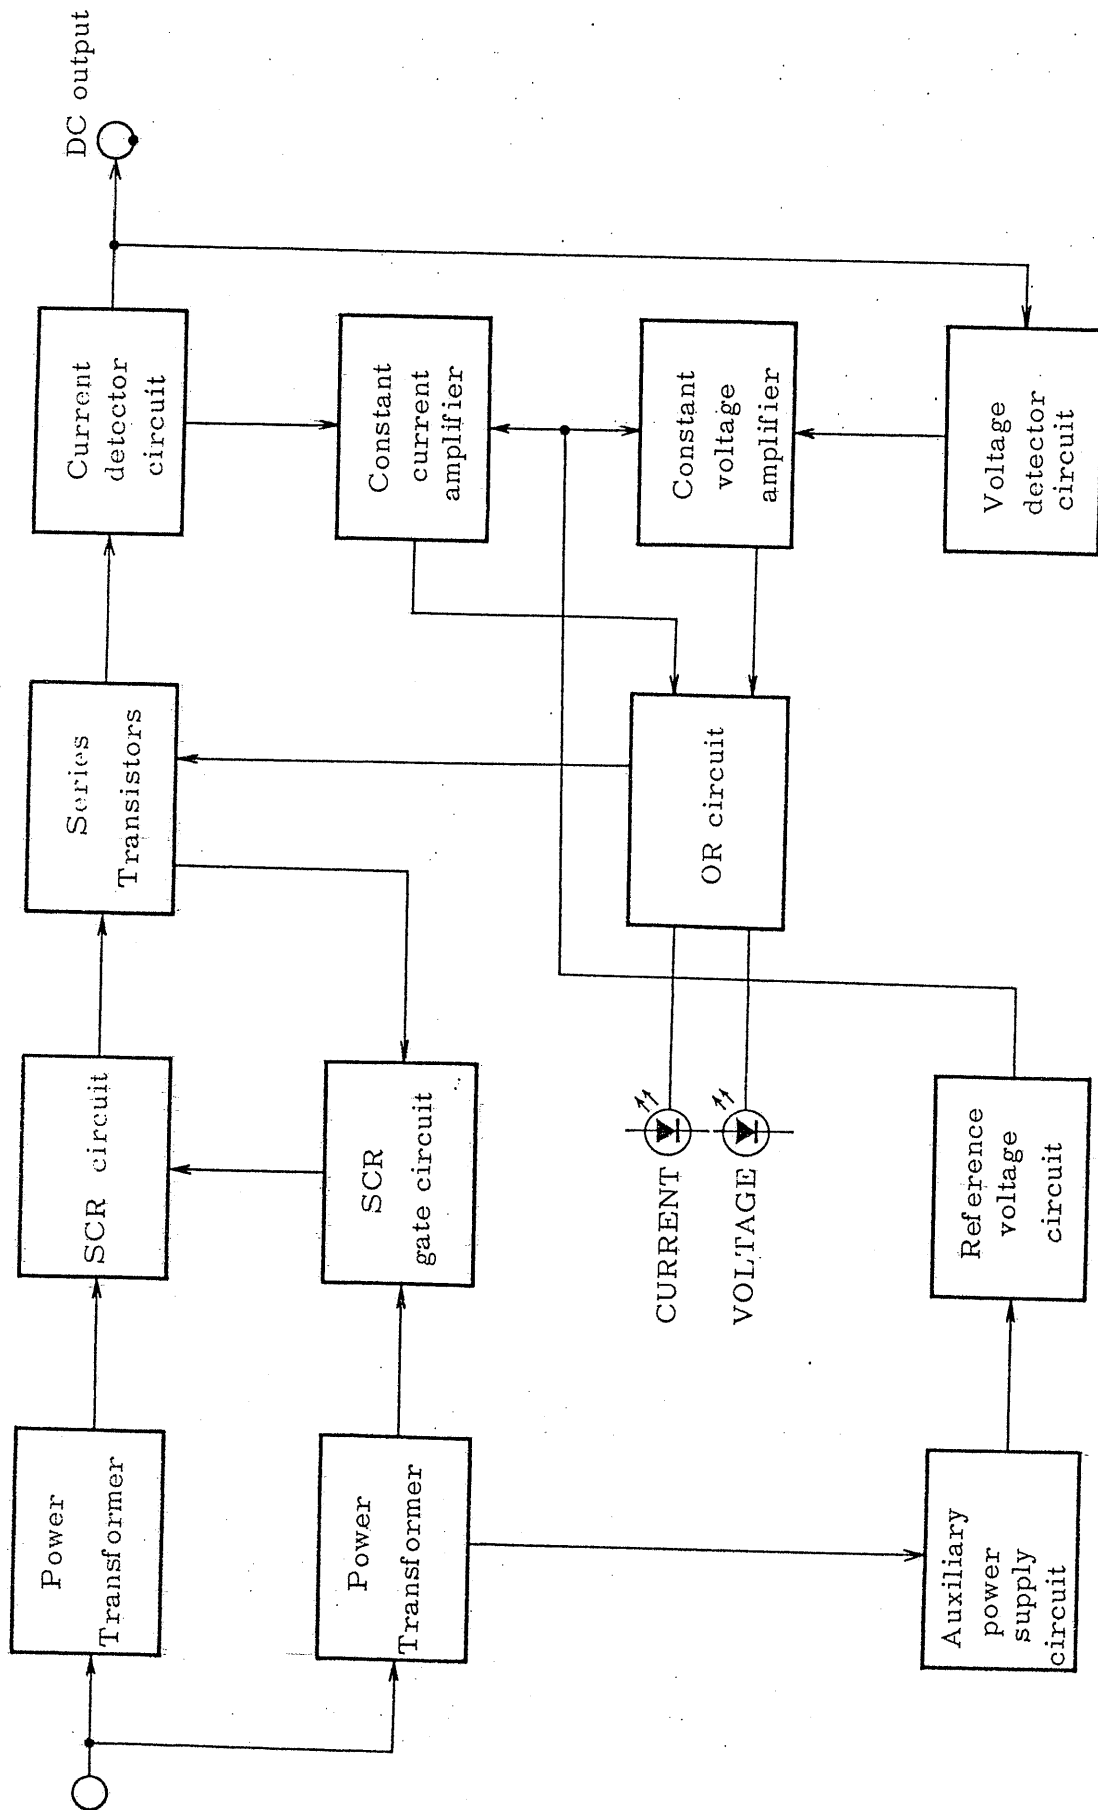 Power
Transformer
SCR circuit
Series
Transistors
Current
detector
circuit
DC output
Power
Transformer
SCR
gate circuit
Constant
current
amplifier
CURRENT
VOLTAGE
OR circuit
Constant
voltage
amplifier
Auxiliary
power
supply
circuit
Reference
voltage
circuit
Voltage
detector
circuit